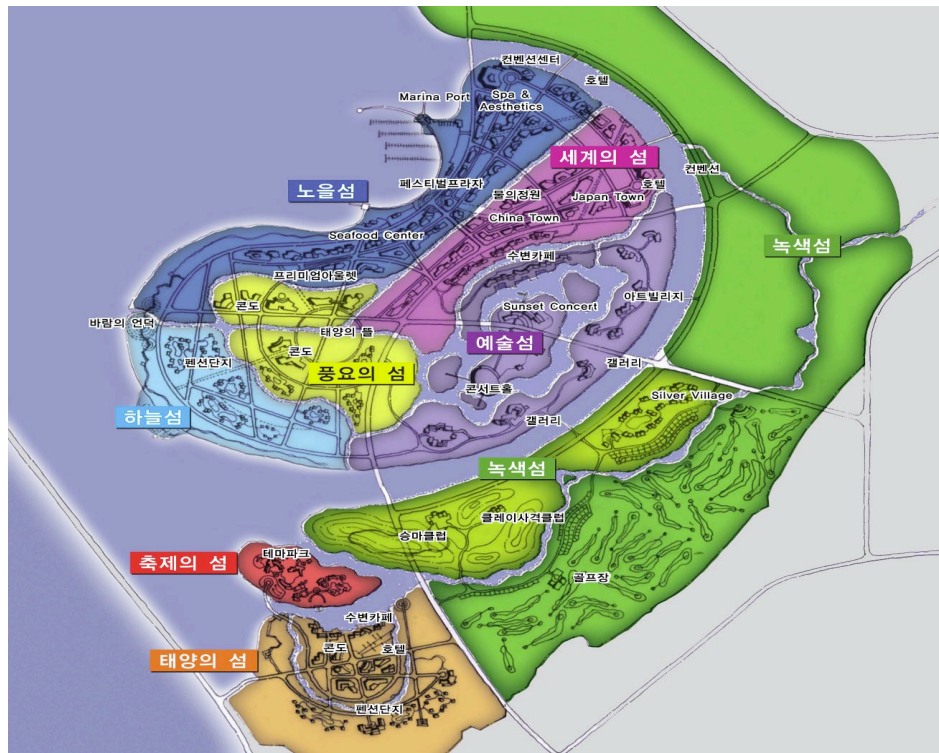 컨벤션센터
호텔
Marina Port
Spa &
Aesthetics
세계의 섬
컨벤션
페스티벌프라자
노을섬
물의정원
호텔
Japan Town
China Town
Seafood Center
녹색섬
수변카페
프리미엄아울렛
콘도
Sunset Concert
아트빌리지
바람의 언덕
태양의 뜰
예술섬
펜션단지
콘도
풍요의 섬
갤러리
콘서트홀
Silver Village
하늘섬
갤러리
녹색섬
클레이사격클럽
승마클럽
테마파크
축제의 섬
골프장
수변카페
콘도
호텔
태양의 섬
펜션단지